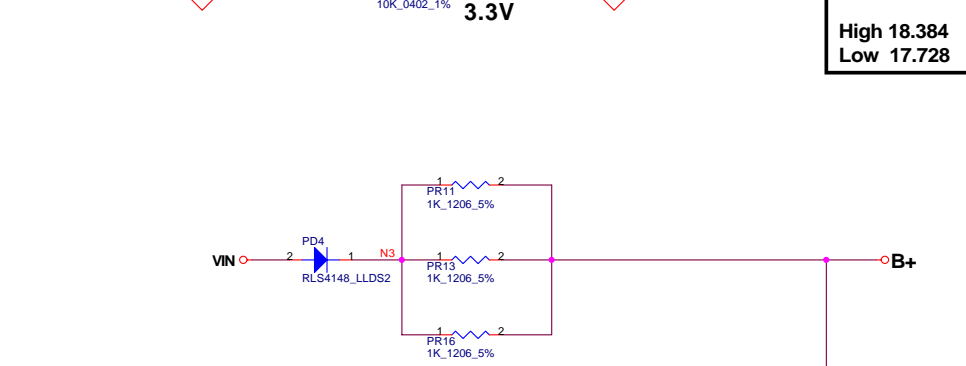 10K_0402_1%
3.3V
High 18.384
Low 17.728
1
2
PR11
1K_1206_5%
VIN
2
PD4
1
RLS4148_LLDS2
N3
1
2
PR13
1K_1206_5%
B+
1
2
PR16
1K_1206_5%